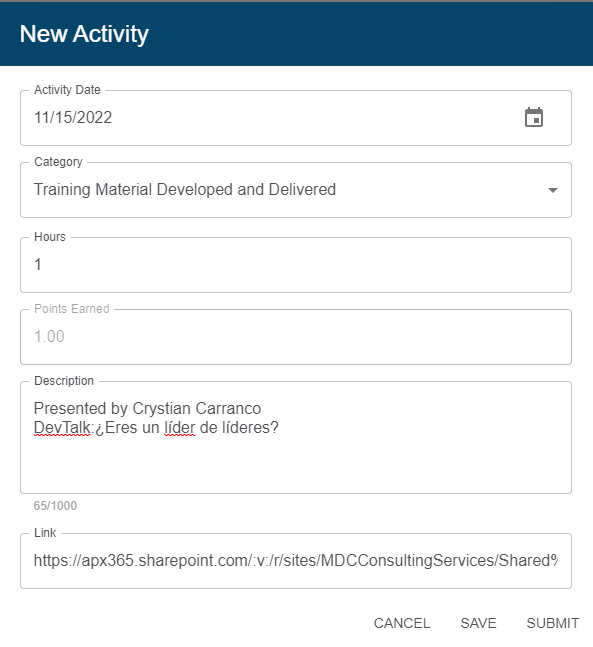 New Activity
Activity Date
11/15/2022
Category
Training Material Developed and Delivered
Hours
1
Points Earned
1.00
Description
Presented by Crystian Carranco
DevTalk:¿Eres un líder de líderes?
65/1000
Link
https://apx365.sharepoint.com/:v:/r/sites/MDCConsultingServices/Shared%
CANCEL SAVE SUBMIT